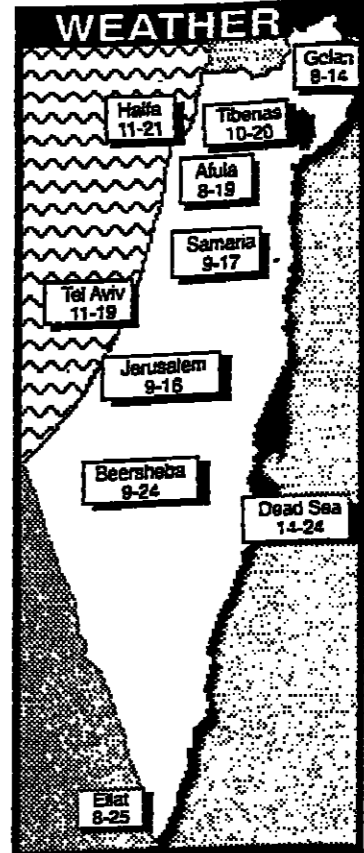 WEATHER
Golan
8-14
Haifa
11-21
Tiberias
10-20
Afula
8-19
Samaria
9-17
Tel Aviv
11-19
Jerusalem
9-16
Beersheba
9-24
Dead Sea
14-24
Eilat
8-25